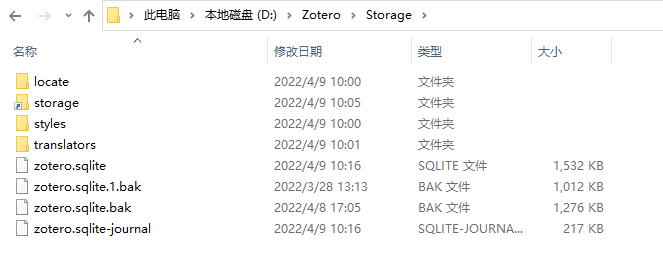 此电脑 > 本地磁盘 (D:) > Zotero > Storage >
名称 修改日期 类型 大小
locate 2022/4/9 10:00 文件夹
storage 2022/4/9 10:05 文件夹
styles 2022/4/9 10:00 文件夹
translators 2022/4/9 10:01 文件夹
zotero.sqlite 2022/4/9 10:16 SQLITE 文件 1,532 KB
zotero.sqlite.1.bak 2022/3/28 13:13 BAK 文件 1,012 KB
zotero.sqlite.bak 2022/4/8 17:05 BAK 文件 1,276 KB
zotero.sqlite-journal 2022/4/9 10:16 SQLITE-JOURNA... 217 KB